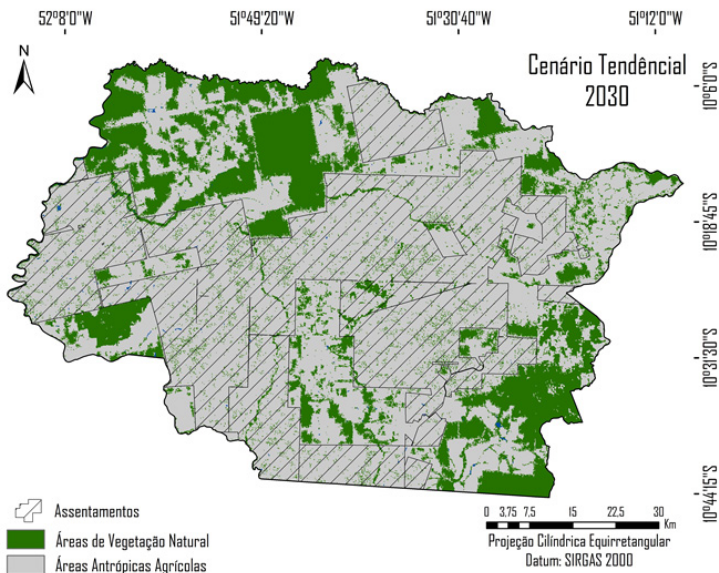 52°8'0"W 51°49'20"W 51°30'40"W 51°12'0"W
N
Cenário Tendêncial
2030
10°6'0"S
10°18'45"S
10°31'30"S
10°44'15"S
Assentamentos
Áreas de Vegetação Natural
Áreas Antrópicas Agrícolas
0 3,75 7,5 15 22,5 30
Km
Projeção Cilíndrica Equirretangular
Datum: SIRGAS 2000